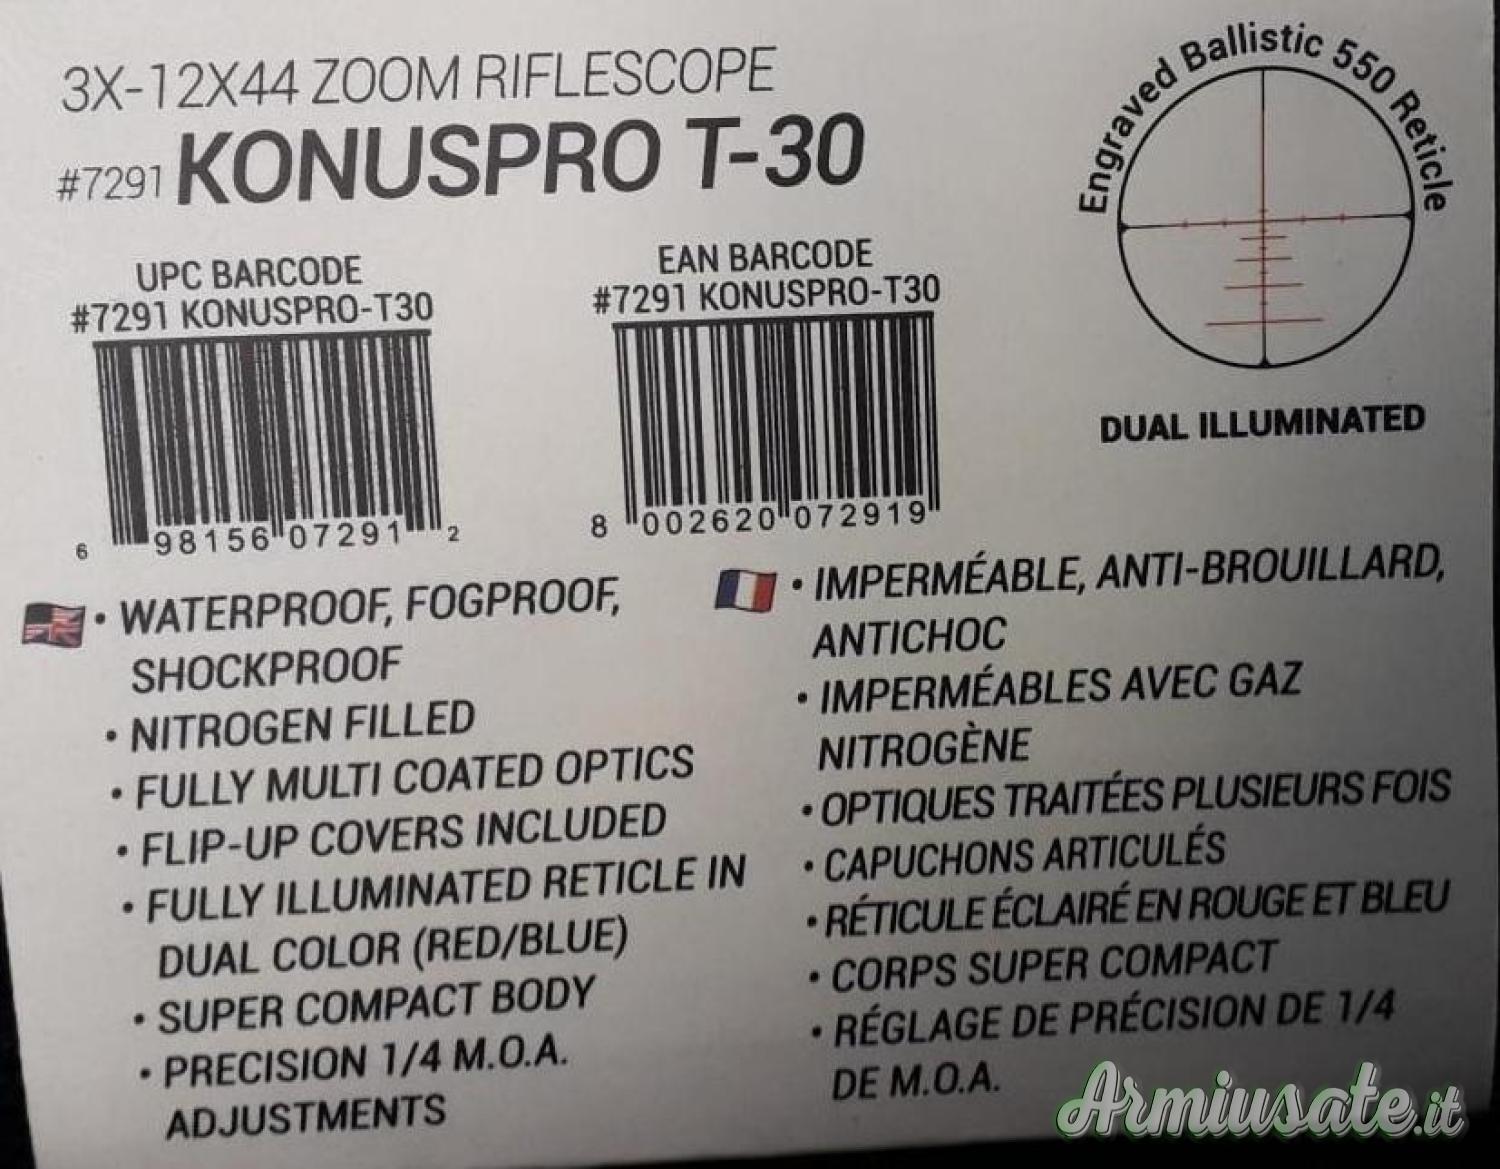 3X-12X44 ZOOM RIFLESCOPE
#7291 KONUSPRO T-30
Engraved Ballistic 550 Reticle
DUAL ILLUMINATED
UPC BARCODE
#7291 KONUSPRO-T30
6 98156 07291 2
EAN BARCODE
#7291 KONUSPRO-T30
8 002620 072919
• WATERPROOF, FOGPROOF,
SHOCKPROOF
• NITROGEN FILLED
• FULLY MULTI COATED OPTICS
• FLIP-UP COVERS INCLUDED
• FULLY ILLUMINATED RETICLE IN
DUAL COLOR (RED/BLUE)
• SUPER COMPACT BODY
• PRECISION 1/4 M.O.A.
ADJUSTMENTS
• IMPERMÉABLE, ANTI-BROUILLARD,
ANTICHOC
• IMPERMÉABLES AVEC GAZ
NITROGÈNE
• OPTIQUES TRAITÉES PLUSIEURS FOIS
• CAPUCHONS ARTICULÉS
• RÉTICULE ÉCLAIRÉ EN ROUGE ET BLEU
• CORPS SUPER COMPACT
• RÉGLAGE DE PRÉCISION DE 1/4
DE M.O.A.
Armiusate.it